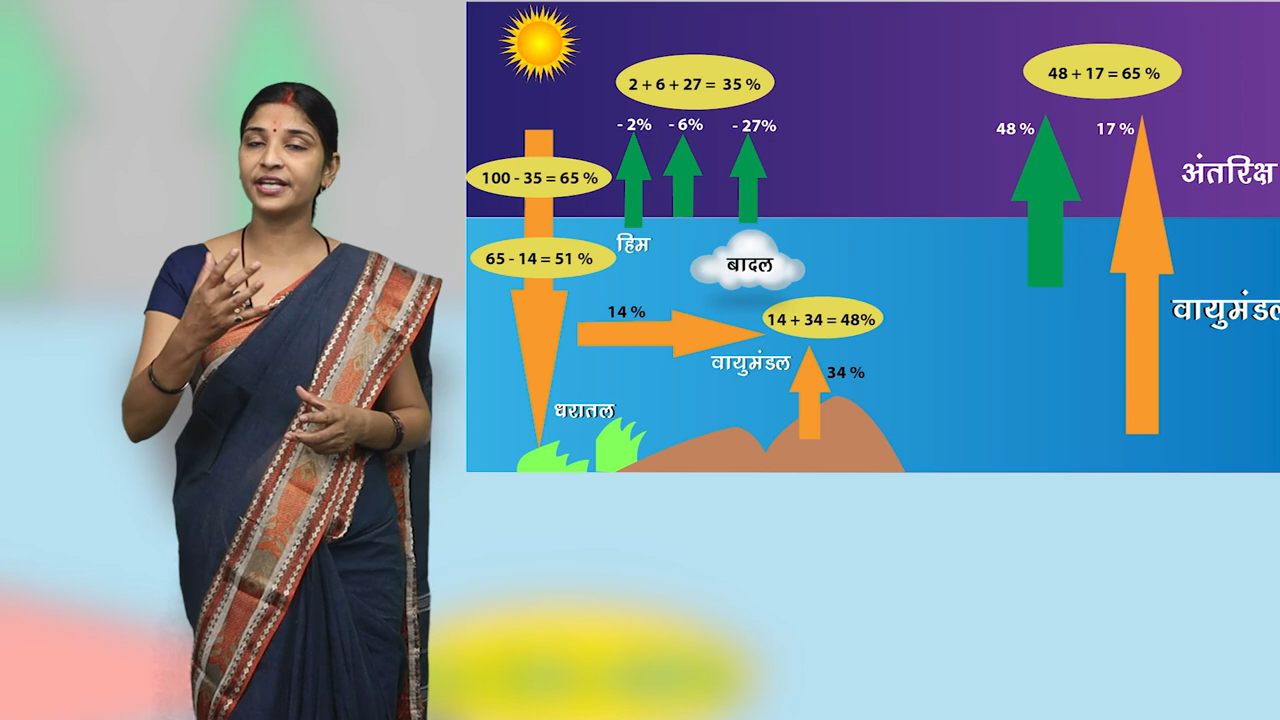 2 + 6 + 27 = 35 %
48 + 17 = 65 %
- 2% - 6% - 27%
48 % 17 %
100 - 35 = 65 %
अंतरिक्ष
हिम
65 - 14 = 51 %
बादल
14 %
14 + 34 = 48%
वायुमंडल
वायुमंडल
34 %
धरातल